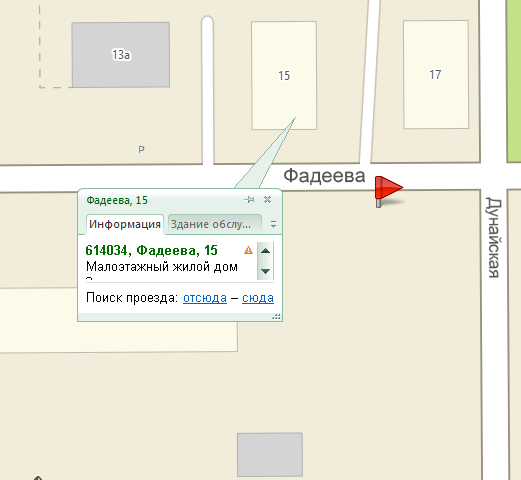 13а
15
17
P
Фадеева
Дунайская
Фадеева, 15
Информация
Здание обслу...
614034, Фадеева, 15
Малоэтажный жилой дом
Поиск проезда: отсюда – сюда